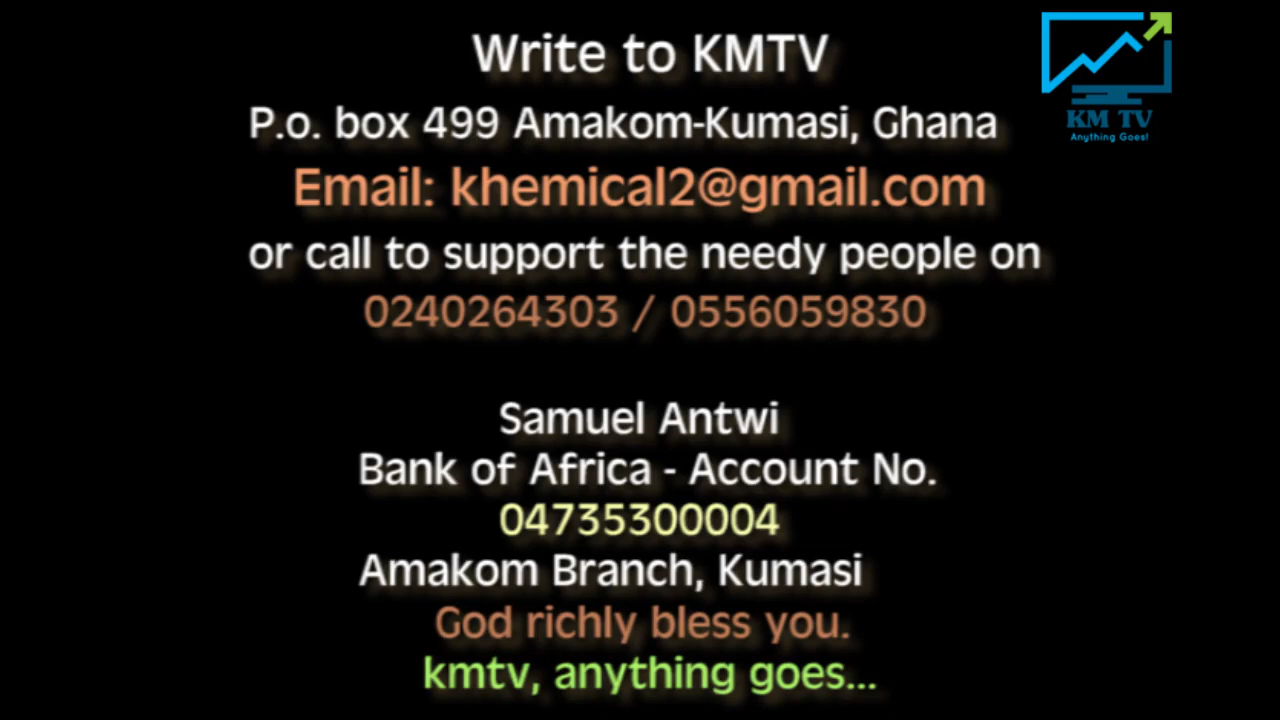 Write to KMTV
P.o. box 499 Amakom-Kumasi, Ghana
Email: khemical2@gmail.com
or call to support the needy people on
0240264303 / 0556059830
Samuel Antwi
Bank of Africa - Account No.
04735300004
Amakom Branch, Kumasi
God richly bless you.
kmtv, anything goes...
KM TV
Anything Goes!